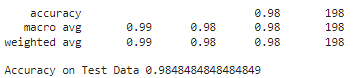 accuracy 0.98 198
macro avg 0.99 0.98 0.98 198
weighted avg 0.99 0.98 0.98 198
Accuracy on Test Data 0.9848484848484849